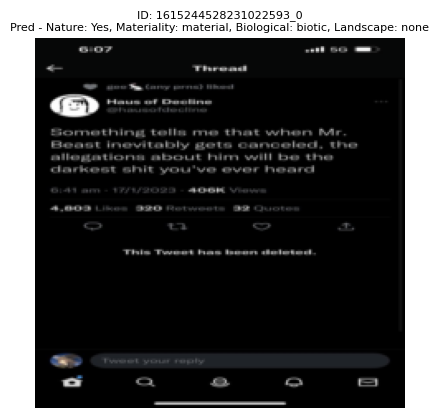 ID: 1615244528231022593_0
Pred - Nature: Yes, Materiality: material, Biological: biotic, Landscape: none
6:07
5G
Thread
gee (any prns) liked
Haus of Decline
@hausofdecline
Something tells me that when Mr.
Beast inevitably gets canceled, the
allegations about him will be the
darkest shit you've ever heard
6:41 am · 17/1/2023 · 406K Views
4,803 Likes 320 Retweets 32 Quotes
This Tweet has been deleted.
Tweet your reply